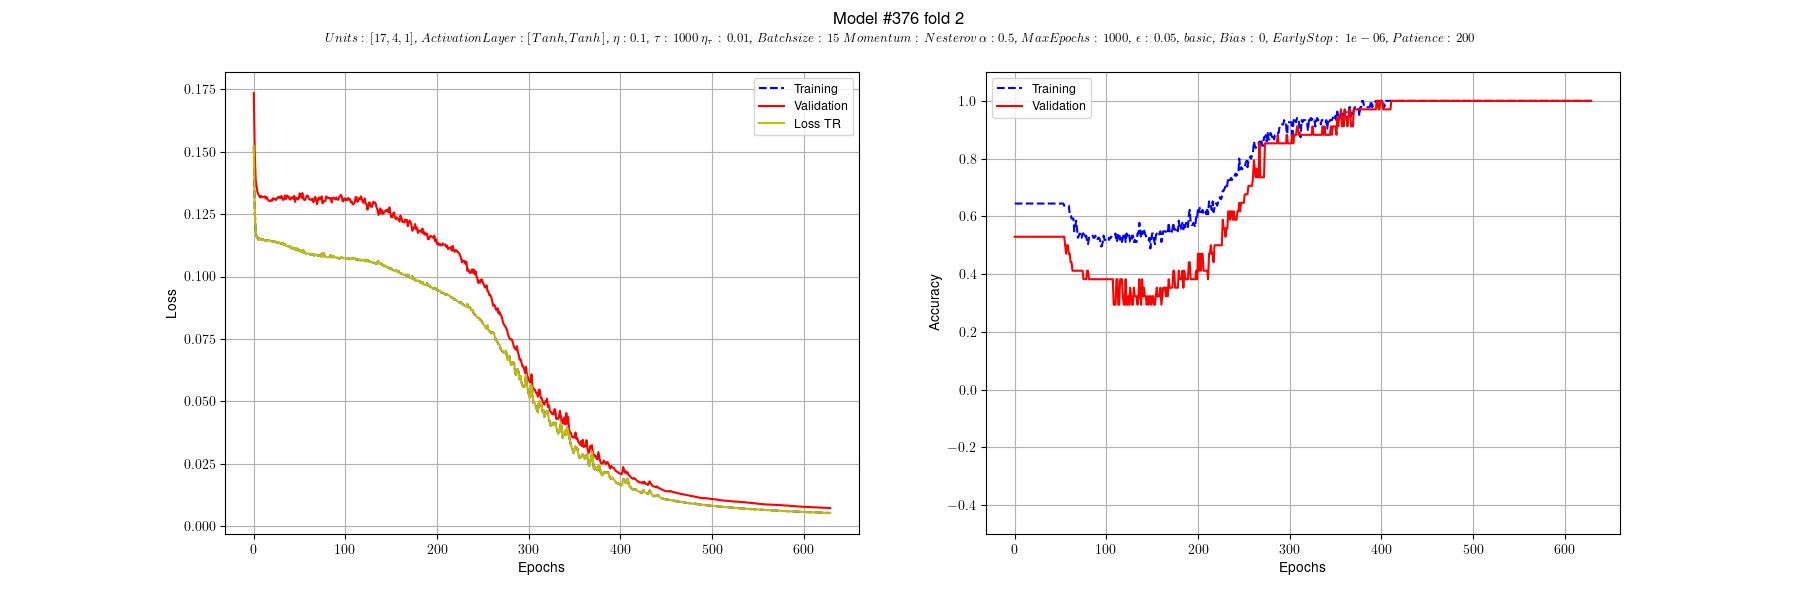 Model #376 fold 2
Units : [17, 4, 1], ActivationLayer : [Tanh, Tanh], η : 0.1, τ : 1000 ητ : 0.01, Batchsize : 15 Momentum : Nesterov α : 0.5, MaxEpochs : 1000, ϵ : 0.05, basic, Bias : 0, EarlyStop : 1e − 06, Patience : 200
Training
Validation
Loss TR
0.175
0.150
0.125
0.100
0.075
0.050
0.025
0.000
Loss
0 100 200 300 400 500 600
Epochs
Training
Validation
1.0
0.8
0.6
0.4
0.2
0.0
−0.2
−0.4
Accuracy
0 100 200 300 400 500 600
Epochs